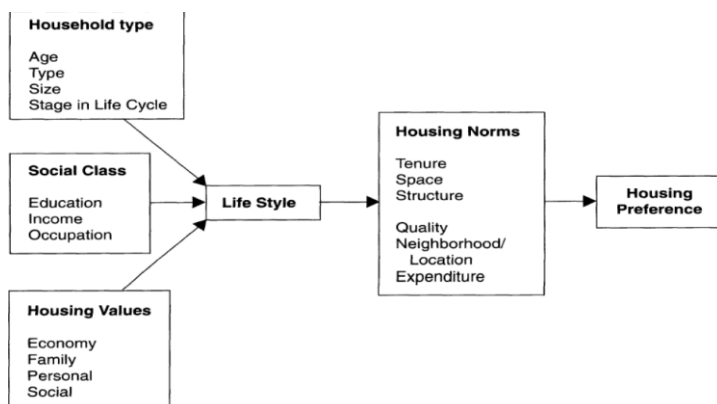 Household type
Age
Type
Size
Stage in Life Cycle
Social Class
Education
Income
Occupation
Housing Values
Economy
Family
Personal
Social
Life Style
Housing Norms
Tenure
Space
Structure
Quality
Neighborhood/
Location
Expenditure
Housing
Preference